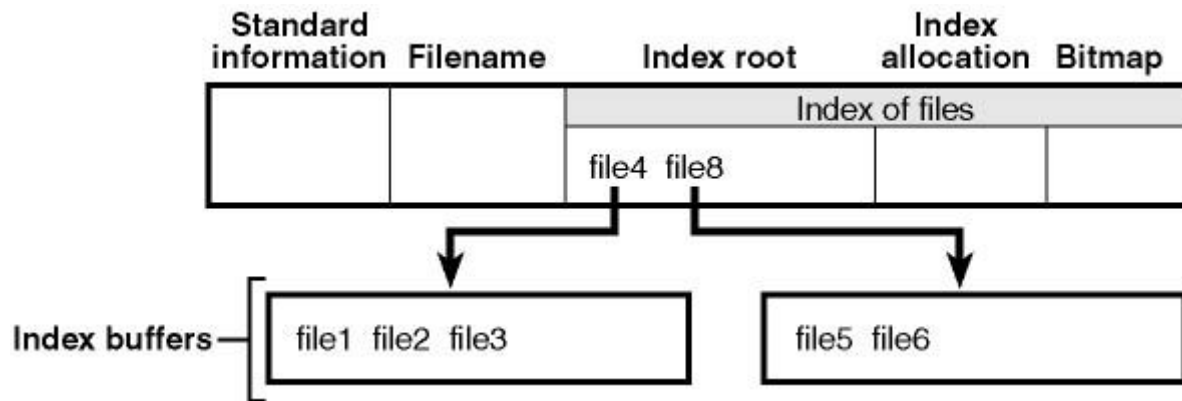 Standard information
Filename
Index root
Index allocation
Bitmap
Index of files
file4 file8
Index buffers
file1 file2 file3
file5 file6